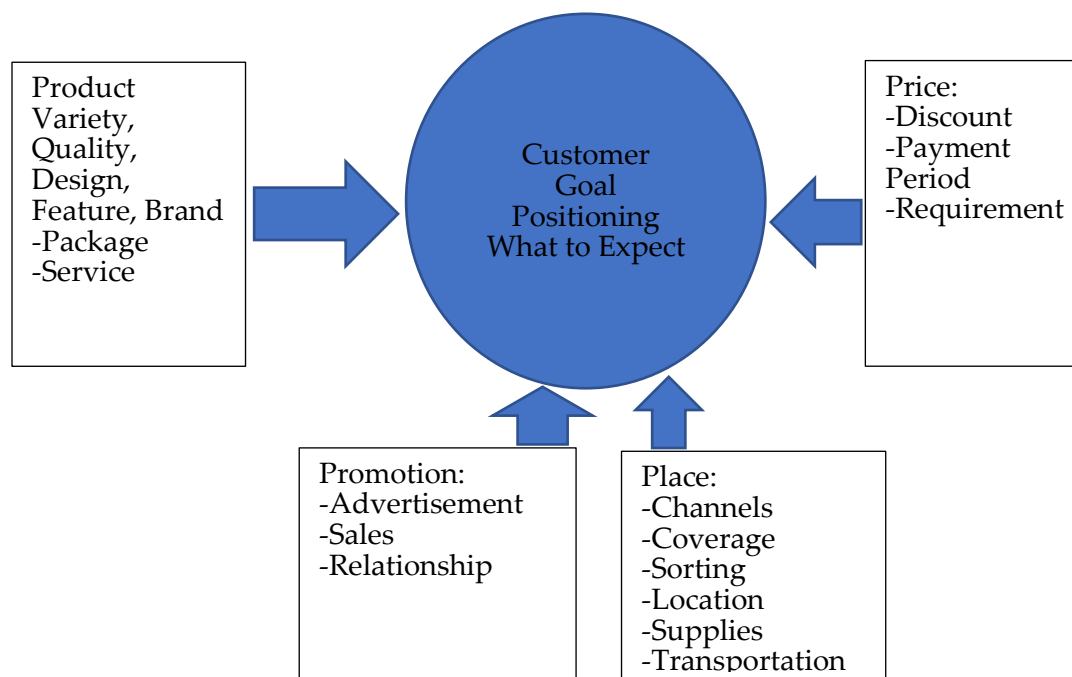 Product
Variety,
Quality,
Design,
Feature, Brand
-Package
-Service
Customer
Goal
Positioning
What to Expect
Price:
-Discount
-Payment
Period
-Requirement
Promotion:
-Advertisement
-Sales
-Relationship
Place:
-Channels
-Coverage
-Sorting
-Location
-Supplies
-Transportation